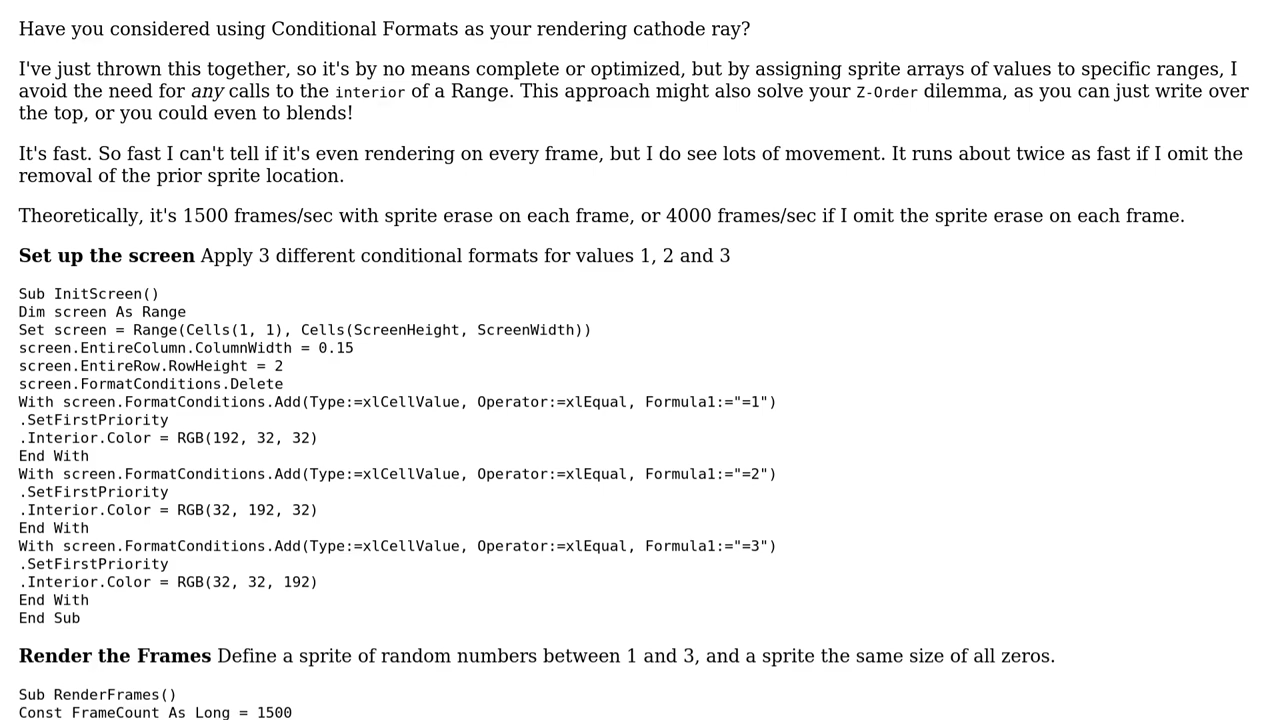 Have you considered using Conditional Formats as your rendering cathode ray?
I've just thrown this together, so it's by no means complete or optimized, but by assigning sprite arrays of values to specific ranges, I
avoid the need for any calls to the interior of a Range. This approach might also solve your Z-Order dilemma, as you can just write over
the top, or you could even to blends!
It's fast. So fast I can't tell if it's even rendering on every frame, but I do see lots of movement. It runs about twice as fast if I omit the
removal of the prior sprite location.
Theoretically, it's 1500 frames/sec with sprite erase on each frame, or 4000 frames/sec if I omit the sprite erase on each frame.
Set up the screen Apply 3 different conditional formats for values 1, 2 and 3
Sub InitScreen()
Dim screen As Range
Set screen = Range(Cells(1, 1), Cells(ScreenHeight, ScreenWidth))
screen.EntireColumn.ColumnWidth = 0.15
screen.EntireRow.RowHeight = 2
screen.FormatConditions.Delete
With screen.FormatConditions.Add(Type:=xlCellValue, Operator:=xlEqual, Formula1:="=1")
.SetFirstPriority
.Interior.Color = RGB(192, 32, 32)
End With
With screen.FormatConditions.Add(Type:=xlCellValue, Operator:=xlEqual, Formula1:="=2")
.SetFirstPriority
.Interior.Color = RGB(32, 192, 32)
End With
With screen.FormatConditions.Add(Type:=xlCellValue, Operator:=xlEqual, Formula1:="=3")
.SetFirstPriority
.Interior.Color = RGB(32, 32, 192)
End With
End Sub
Render the Frames Define a sprite of random numbers between 1 and 3, and a sprite the same size of all zeros.
Sub RenderFrames()
Const FrameCount As Long = 1500